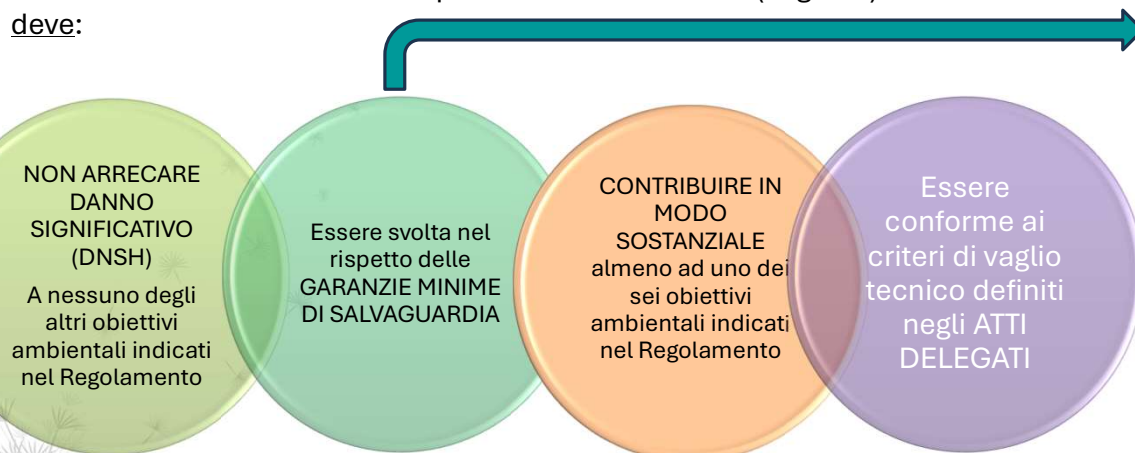 deve:
NON ARRECARE
DANNO
SIGNIFICATIVO
(DNSH)
A nessuno degli
altri obiettivi
ambientali indicati
nel Regolamento
Essere svolta nel
rispetto delle
GARANZIE MINIME
DI SALVAGUARDIA
CONTRIBUIRE IN
MODO
SOSTANZIALE
almeno ad uno dei
sei obiettivi
ambientali indicati
nel Regolamento
Essere
conforme ai
criteri di vaglio
tecnico definiti
negli ATTI
DELEGATI